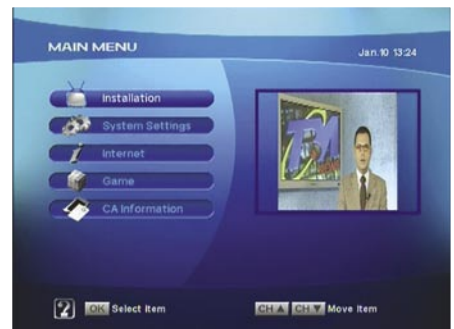 MAIN MENU
Jan.10 13:24
Installation
System Settings
Internet
Game
CA Information
? OK Select Item CH ▲ CH ▼ Move Item